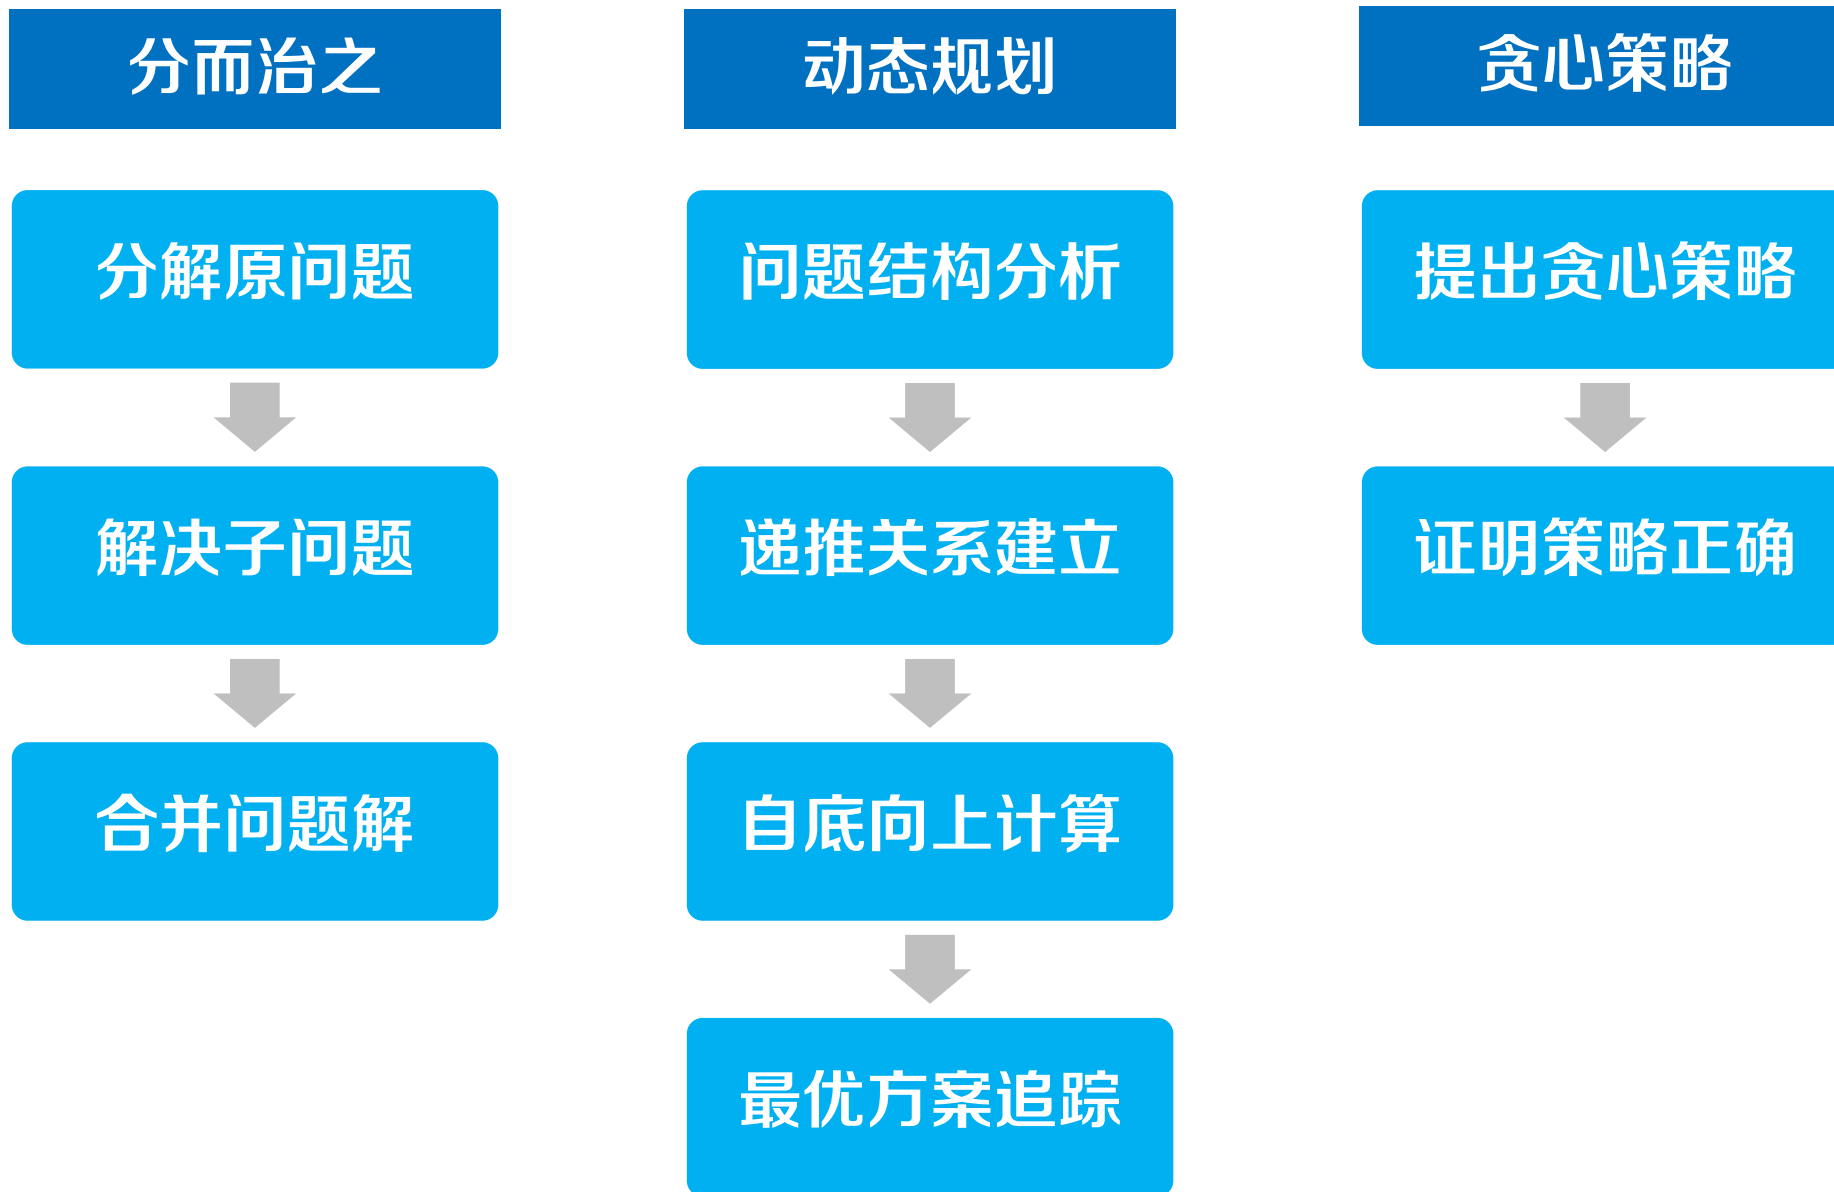 分而治之
分解原问题
解决子问题
合并问题解
动态规划
问题结构分析
递推关系建立
自底向上计算
最优方案追踪
贪心策略
提出贪心策略
证明策略正确